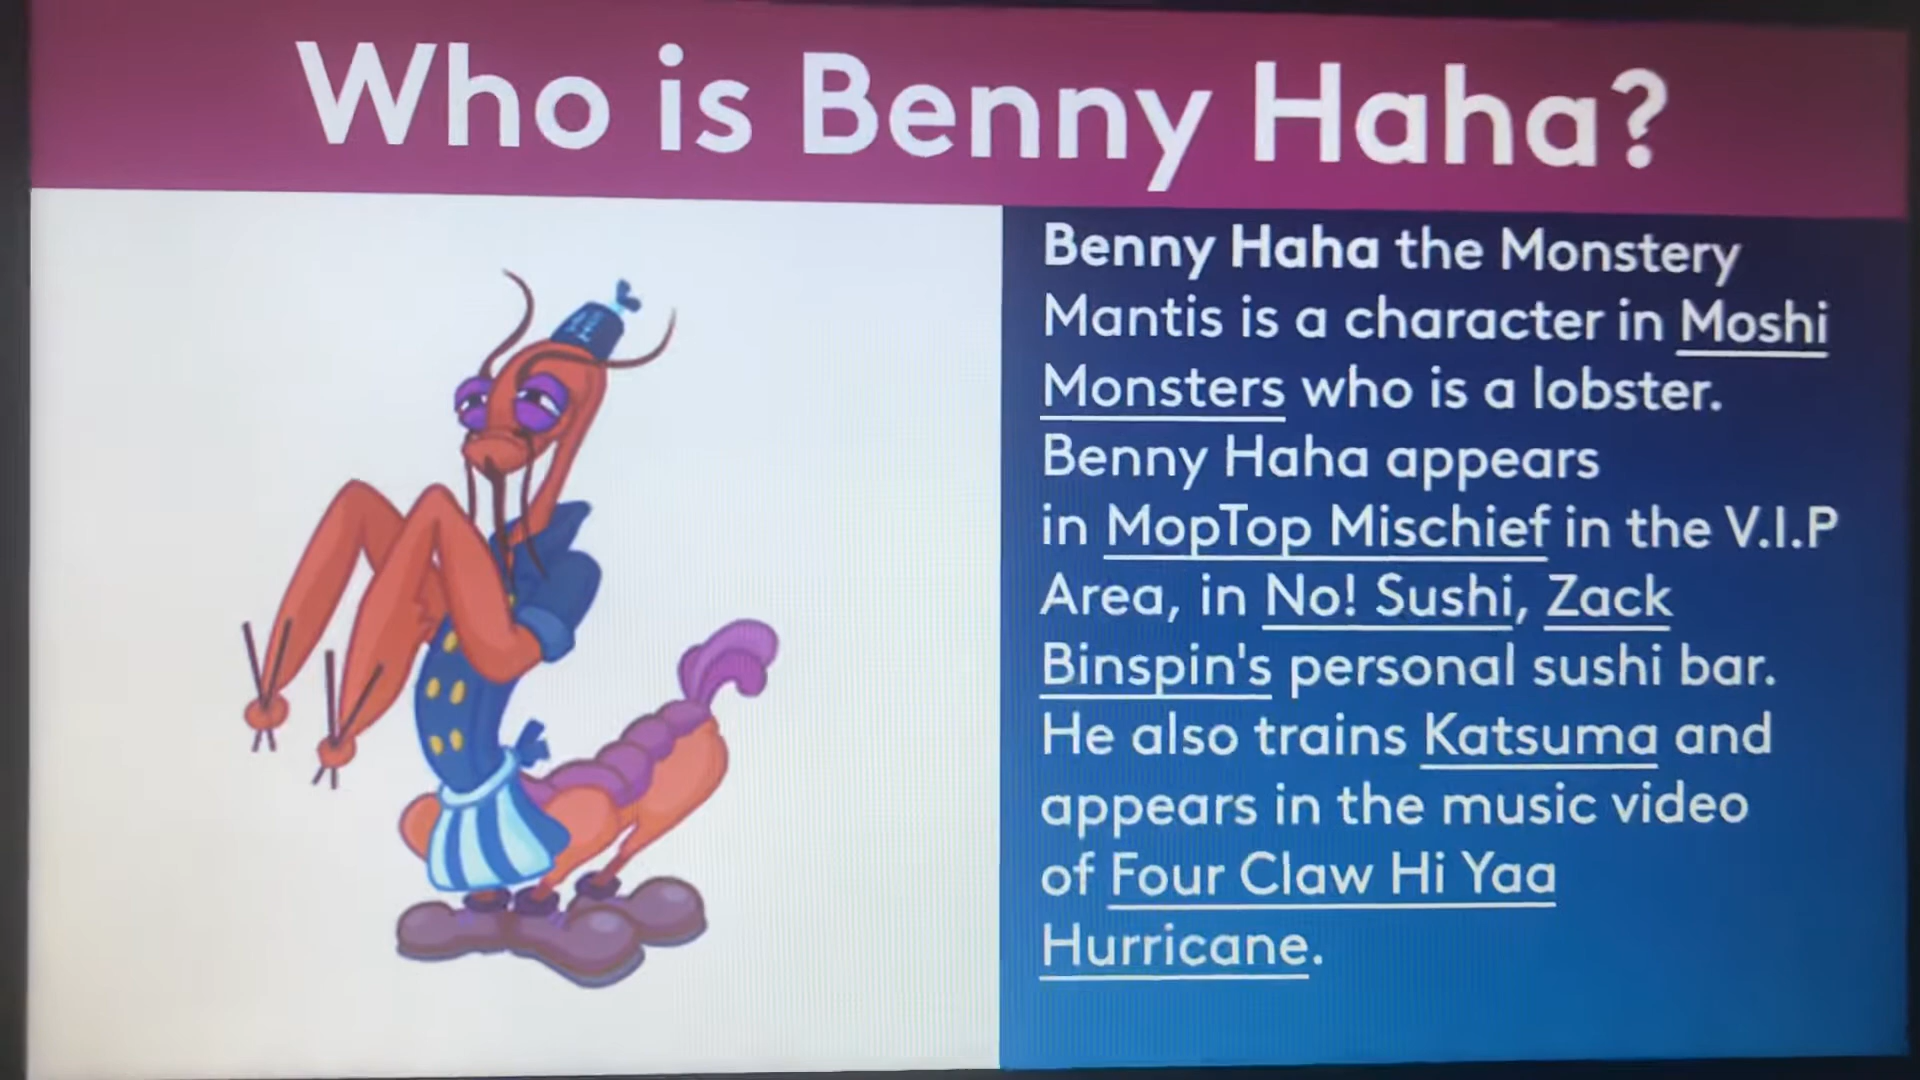 Who is Benny Haha?
Benny Haha the Monstery
Mantis is a character in Moshi
Monsters who is a lobster.
Benny Haha appears
in MopTop Mischief in the V.I.P
Area, in No! Sushi, Zack
Binspin's personal sushi bar.
He also trains Katsuma and
appears in the music video
of Four Claw Hi Yaa
Hurricane.